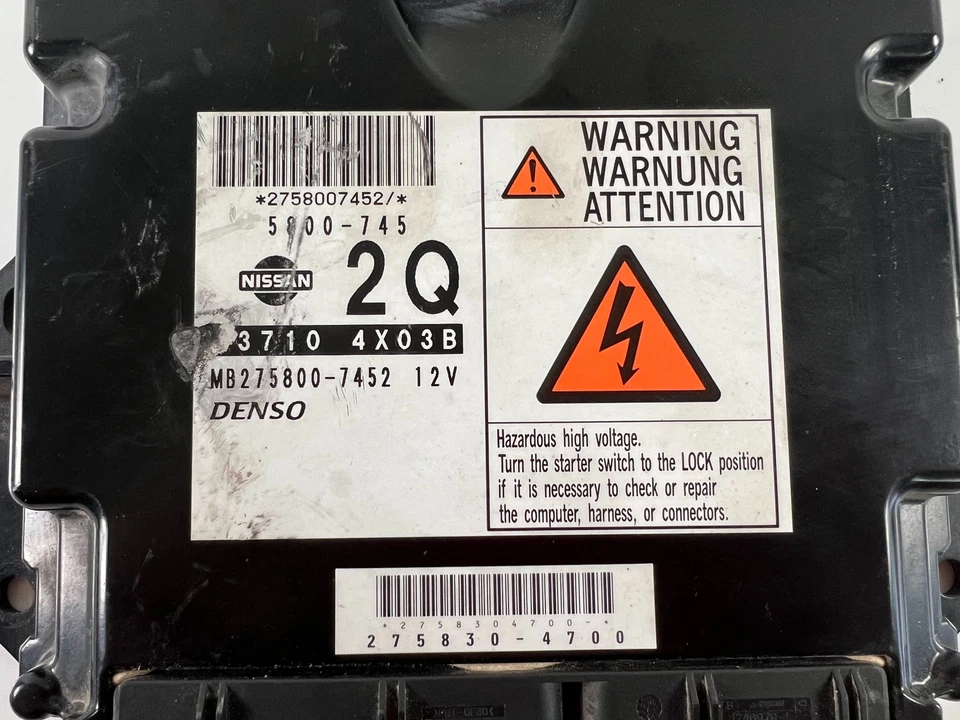 *2758007452/*
5800-745
NISSAN
2Q
3710 4X03B
MB275800-7452 12V
DENSO
WARNING
WARNUNG
ATTENTION
Hazardous high voltage.
Turn the starter switch to the LOCK position
if it is necessary to check or repair
the computer, harness, or connectors.
*2758304700-*
275830-4700